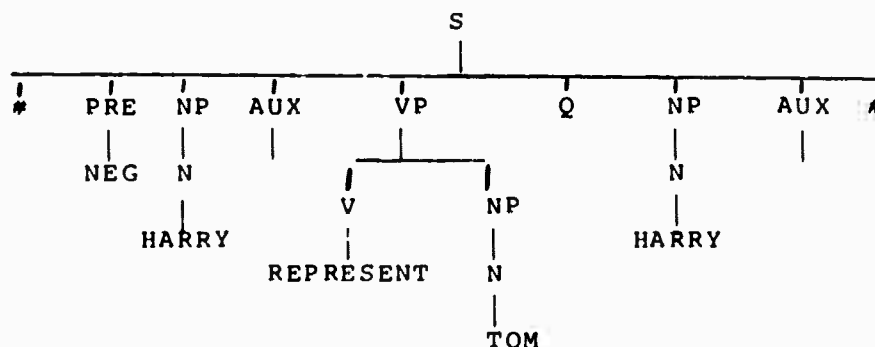 S
# PRE NP AUX VP Q NP AUX #
NEG N N
V NP
HARRY HARRY
REPRESENT N
TOM